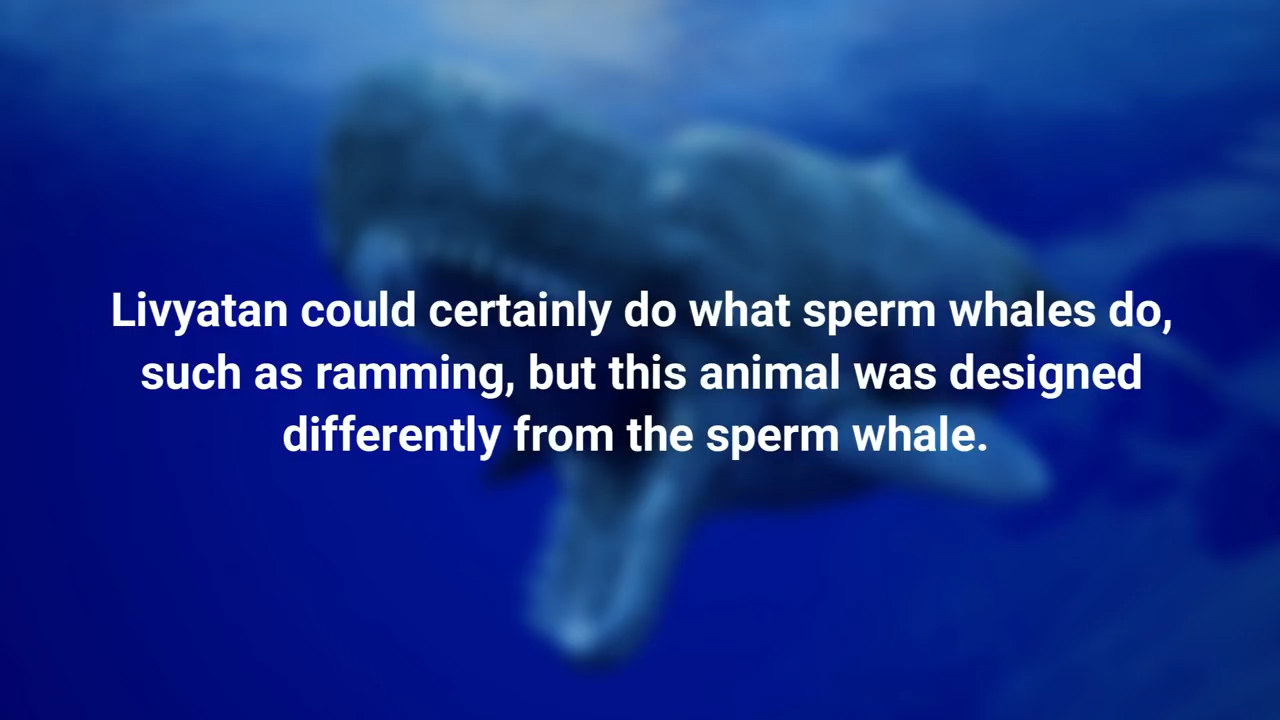 Livyatan could certainly do what sperm whales do,
such as ramming, but this animal was designed
differently from the sperm whale.